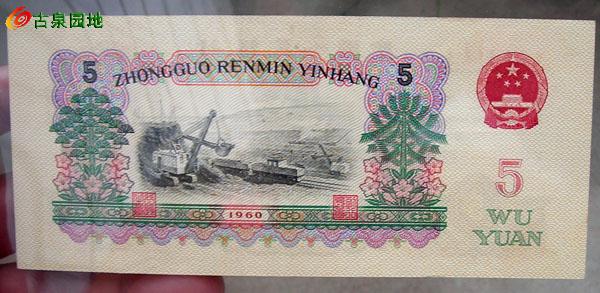 古泉园地
5 ZHONGGUO RENMIN YINHANG 5
5
WU
YUAN
1960